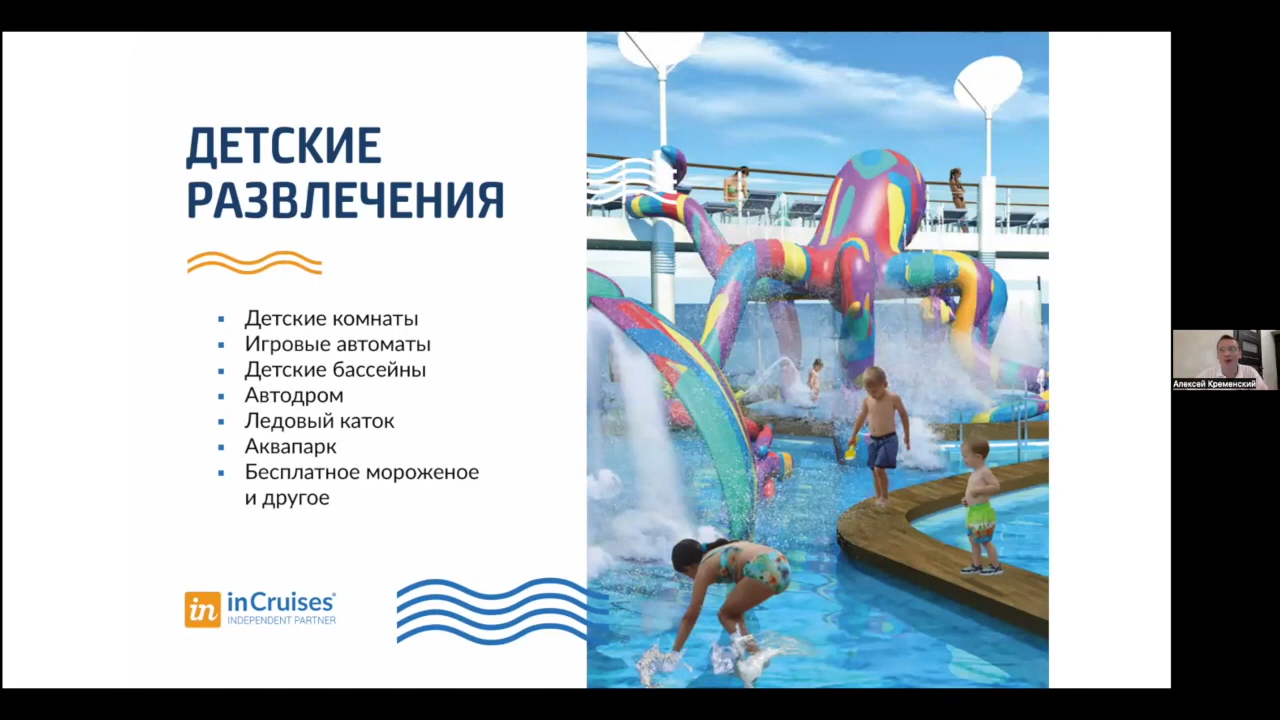 ДЕТСКИЕ
РАЗВЛЕЧЕНИЯ
▪ Детские комнаты
▪ Игровые автоматы
▪ Детские бассейны
▪ Автодром
▪ Ледовый каток
▪ Аквапарк
▪ Бесплатное мороженое
и другое
in inCruises®
INDEPENDENT PARTNER
Алексей Кременский